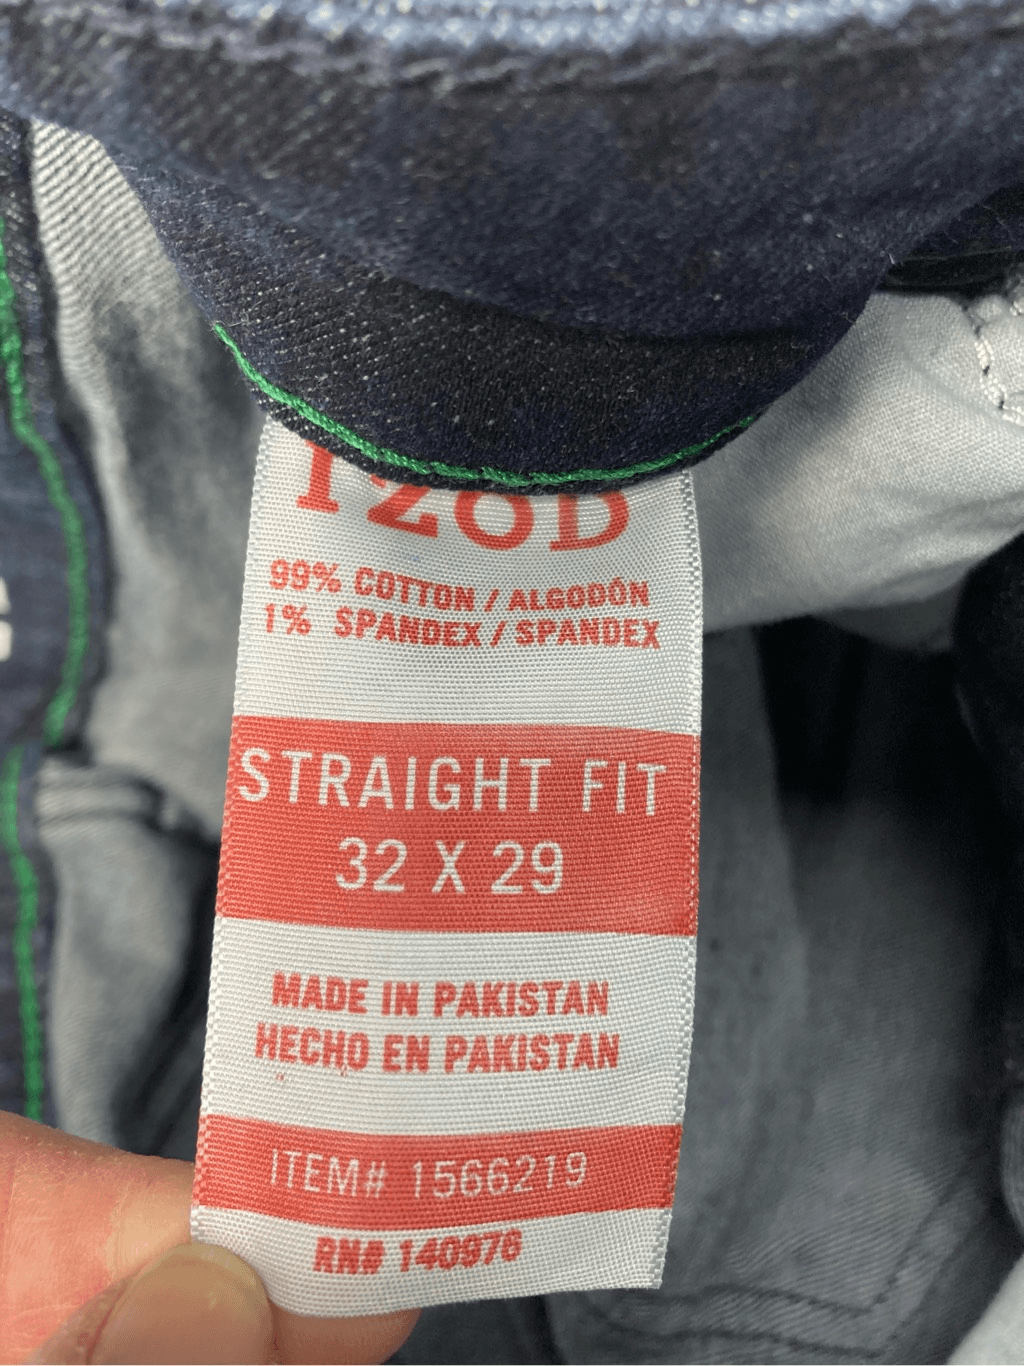 IZOD
99% COTTON / ALGODÓN
1% SPANDEX / SPANDEX
STRAIGHT FIT
32 X 29
MADE IN PAKISTAN
HECHO EN PAKISTAN
ITEM# 1566219
RN# 140976